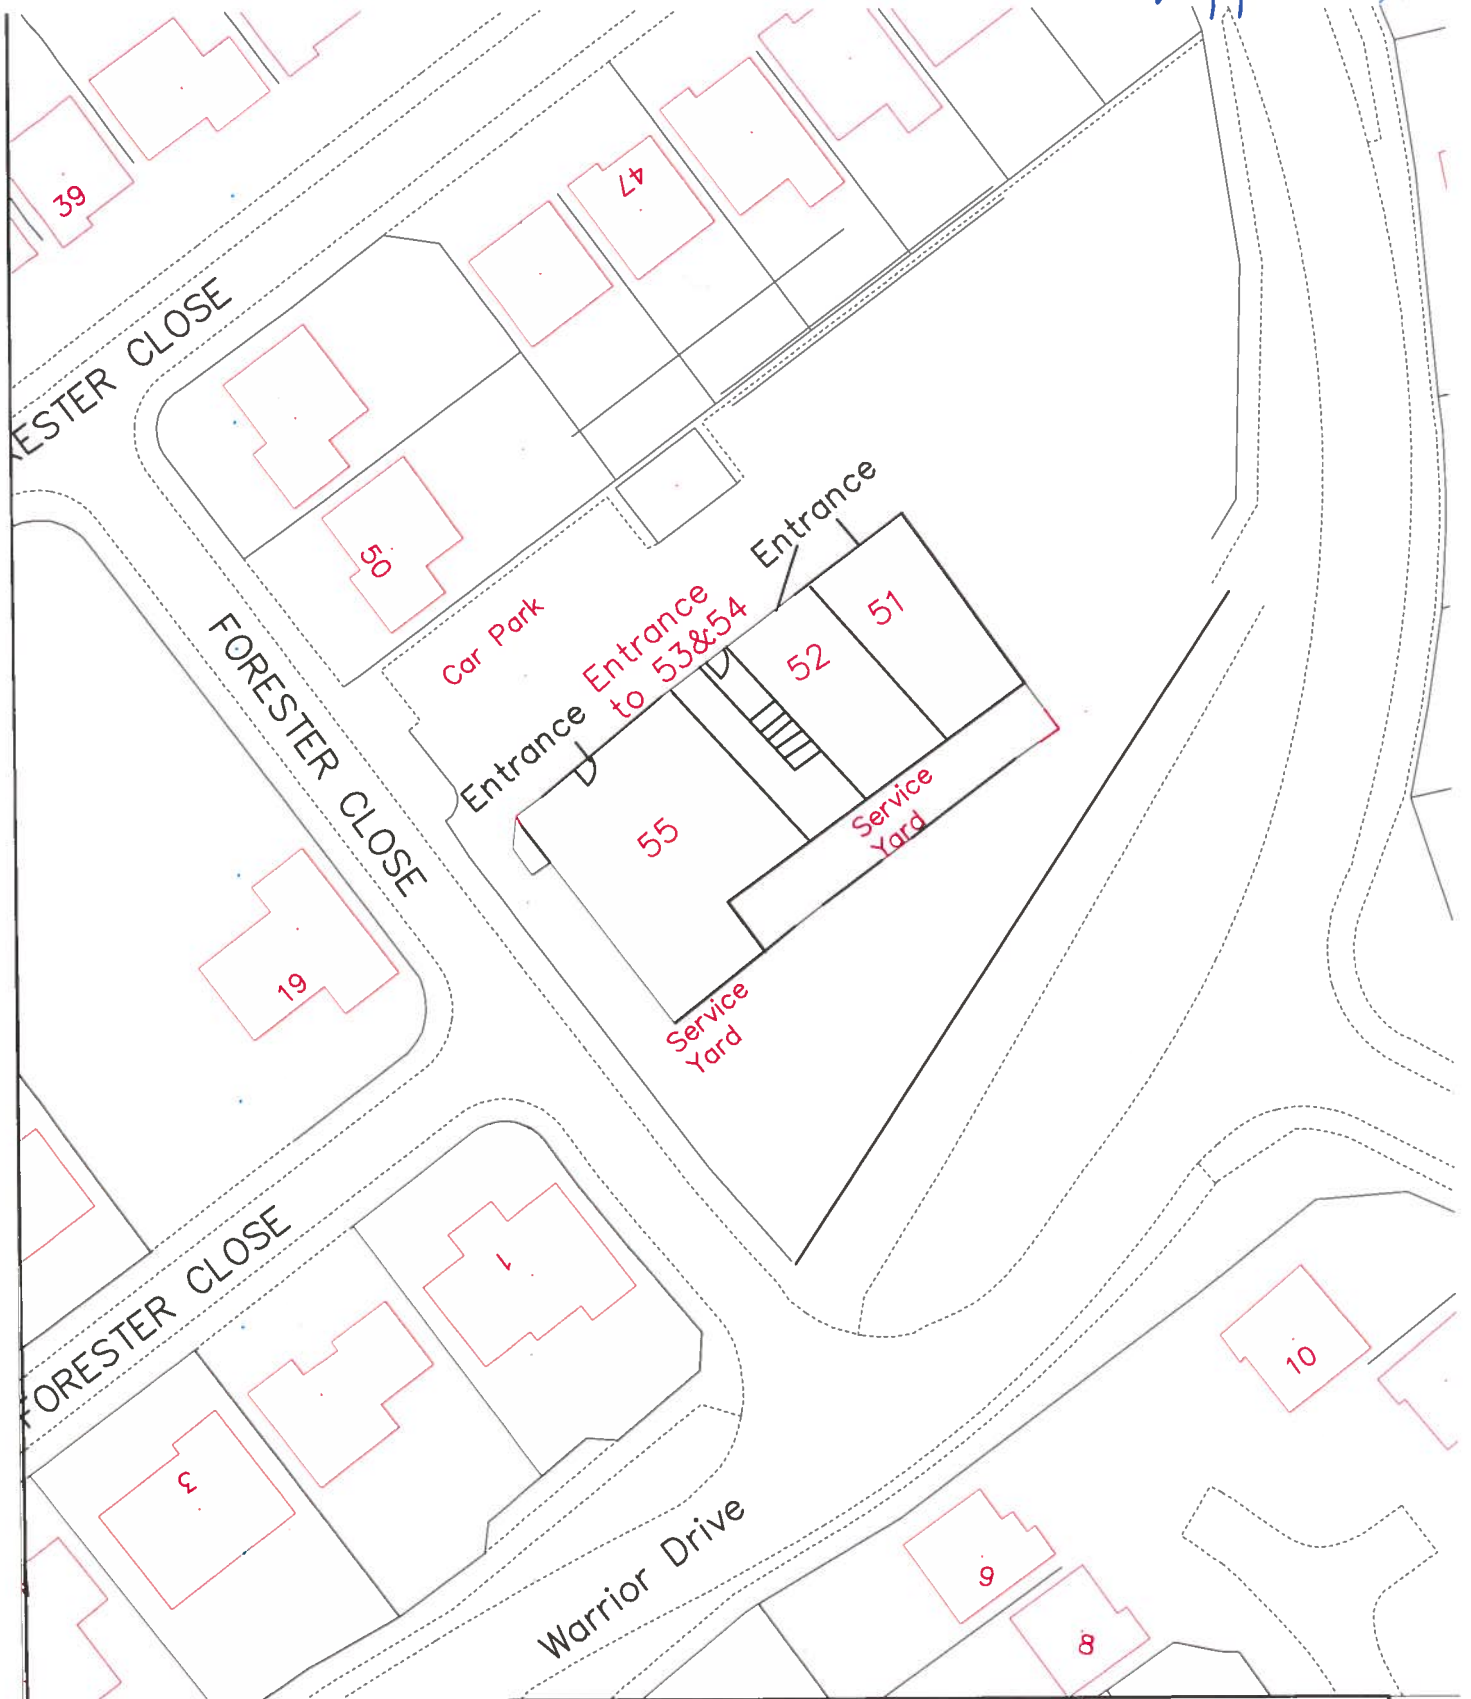 39
47
RESTER CLOSE
50
FORESTER CLOSE
Car Park
Entrance
Entrance
to 53&54
Entrance
51
52
55
Service
Yard
Service
Yard
19
FORESTER CLOSE
1
3
10
9
8
Warrior Drive